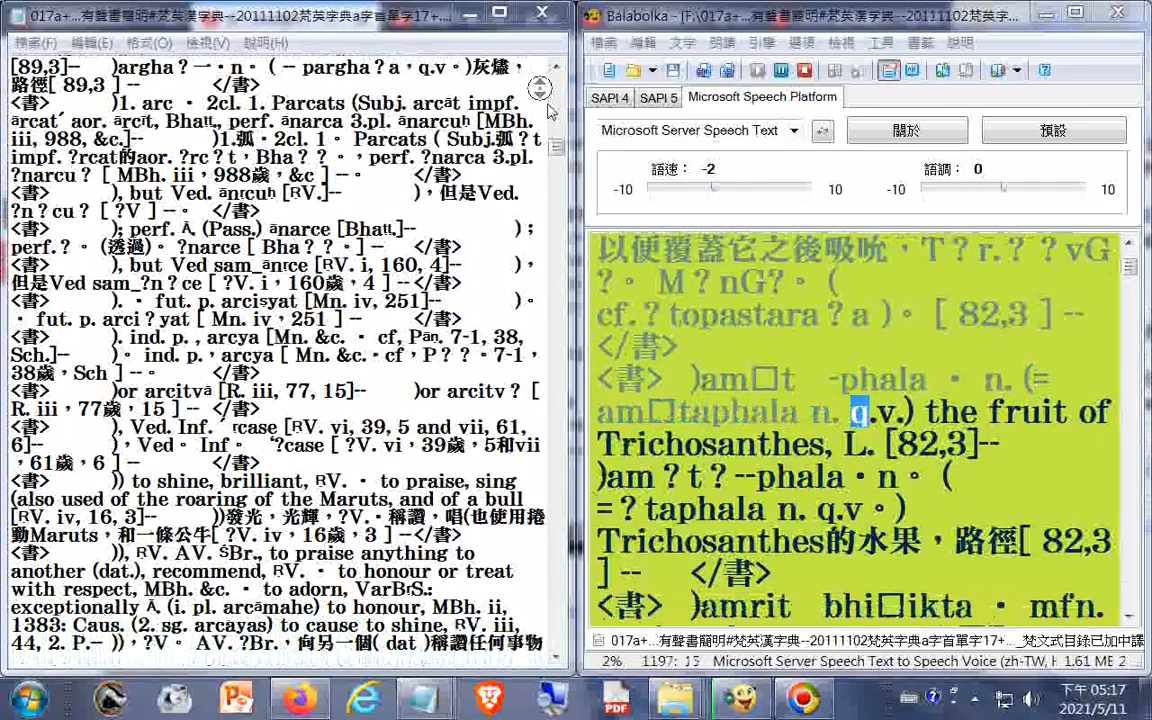 017a+...有聲書簡明#梵英漢字典--20111102梵英字典a字首單字17+...
檔案(F) 編輯(E) 格式(O) 檢視(V) 說明(H)
[89,3]-- )argha ? 一・n。 ( -- pargha ? a, q.v.)灰燼，
路徑[ 89,3 ] </書>
<書> )1. arc ・ 2cl. 1. Parcats (Subj. arcāt impf.
ārcat´ aor. ārcīt, Bhaṭṭ., perf. ānarca 3.pl. ānarcuḥ [MBh.
iii, 988, &c.]-- )1.弧・2cl. 1。 Parcats ( Subj.弧 ? t
impf. ?rcat的aor. ?rc ? t，Bha ? ? 。，perf. ?narca 3.pl.
?narcu ? [ MBh. iii，988歲，&c ] --。 </書>
<書> ), but Ved. ānṛcuḥ [ṚV.]-- )，但是Ved.
?n ? cu ? [ ?V ] --。 </書>
<書> ); perf. Ā. (Pass.) ānarce [Bhaṭṭ.]-- )；
perf. ? 。 (透過)。 ?narce [ Bha ? ? 。] --。 </書>
<書> ), but Ved sam_ānṛce [ṚV. i, 160, 4]-- )，
但是Ved sam_?n ? ce [ ?V. i，160歲，4 ] --</書>
<書> ). ・ fut. p. arciṣyat [Mn. iv, 251] )。
・ fut. p. arci ? yat [ Mn. iv，251 ] </書>
<書> ). ind. p. , arcya [Mn. &c. ・ cf, Pāṇ. 7-1, 38,
Sch.]-- )。 ind. p.，arcya [ Mn. &c.・cf，P ? ? 。7-1，
38歲，Sch ] --。 </書>
<書> )or arcitvā [R. iii, 77, 15]-- )or arcitv ? [
R. iii，77歲，15 ] --。 </書>
<書> ), Ved. Inf. ṛcase [ṚV. vi, 39, 5 and vii, 61,
6]-- )，Ved。 Inf。 ‘?case [ ?V. vi，39歲，5和vii
，61歲，6 ] --。 </書>
<書> )) to shine, brilliant, ṚV. ・ to praise, sing
(also used of the roaring of the Maruts, and of a bull
[ṚV. iv, 16, 3]-- ))發光，光輝，?V.・稱讚，唱(也使用捲
動Maruts，和一條公牛[ ?V. iv，16歲，3 ] --</書>
<書> )), ṚV. AV. ŚBr., to praise anything to
another (dat.), recommend, ṚV. ・ to honour or treat
with respect, MBh. &c. ・ to adorn, VarBṛS.:
exceptionally Ā. (i. pl. arcāmahe) to honour, MBh. ii,
1383: Caus. (2. sg. arcayas) to cause to shine, ṚV. iii,
44, 2. P.-- ))，?V。 AV. ?Br.，向另一個( dat )稱讚任何事物
Balabolka - [F:\017a+...有聲書簡明#梵英漢字典--20111102梵英字...
檔案 編輯 文字 朗讀 引擎 選項 檢視 工具 書籤 說明
SAPI 4 SAPI 5 Microsoft Speech Platform
Microsoft Server Speech Text 關於 預設
語速： -2 語調： 0
-10 10 -10 10
以便覆蓋它之後吸吮，T ? r. ? ? vG
? 。 M ? nG? 。 (
cf. ? topastara ? a )。 [ 82,3 ] --
</書>
<書> )am□t -phala ・ n. (=
am□taphala n. q.v.) the fruit of
Trichosanthes, L. [82,3]--
)am ? t ? --phala・n。 (
= ? taphala n. q.v。)
Trichosanthes的水果，路徑[ 82,3
] -- </書>
<書> )amrit bhi□ikta ・ mfn.
017a+...有聲書簡明#梵英漢字典--20111102梵英字典a字首單字17+..._梵文式目錄已加中譯
2% 1197: 15 Microsoft Server Speech Text to Speech Voice (zh-TW, H 1.61 MB 2
下午 05:17
2021/5/11